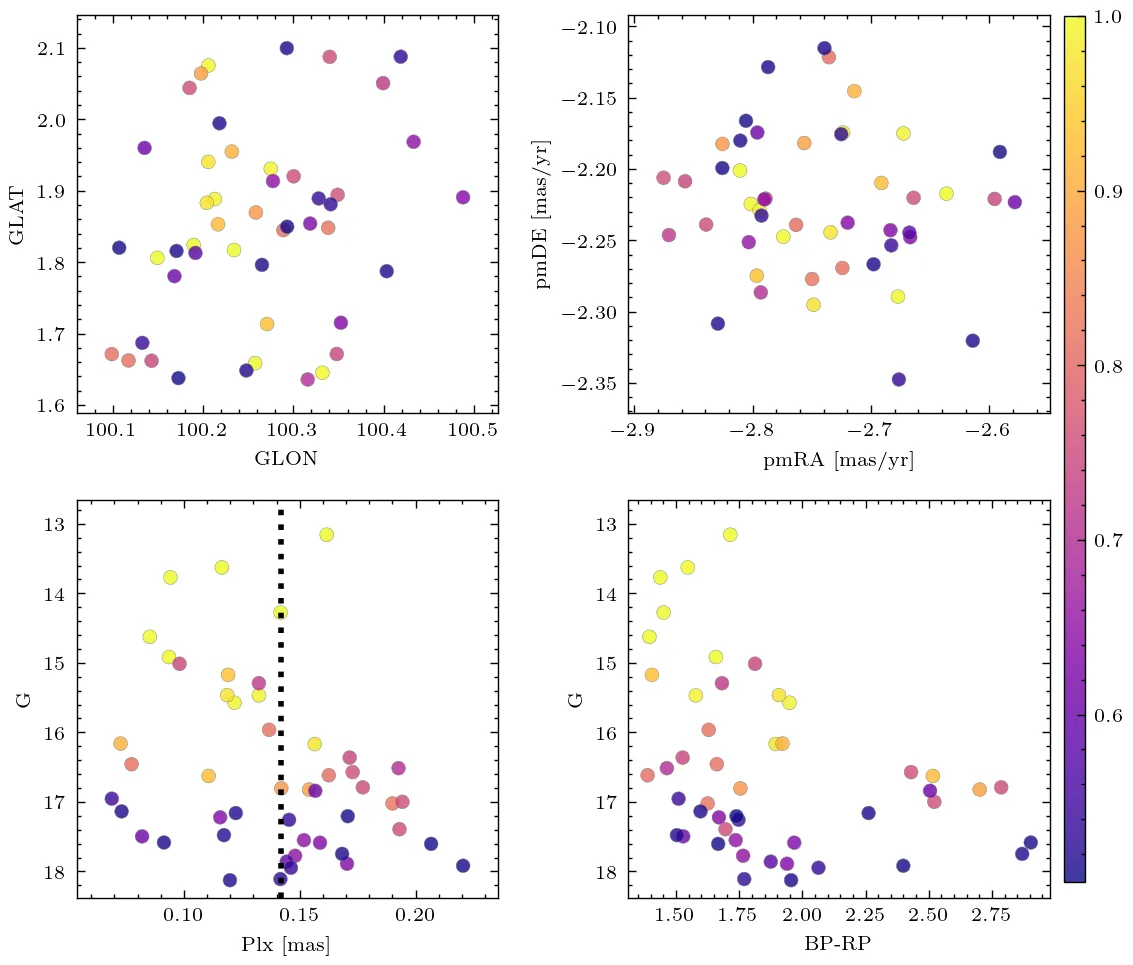 2.1
2.0
1.9
1.8
1.7
1.6
GLAT
100.1 100.2 100.3 100.4 100.5
GLON
−2.10
−2.15
−2.20
−2.25
−2.30
−2.35
pmDE [mas/yr]
−2.9 −2.8 −2.7 −2.6
pmRA [mas/yr]
1.0
0.9
0.8
0.7
0.6
13
14
15
16
17
18
G
0.10 0.15 0.20
Plx [mas]
13
14
15
16
17
18
G
1.50 1.75 2.00 2.25 2.50 2.75
BP-RP